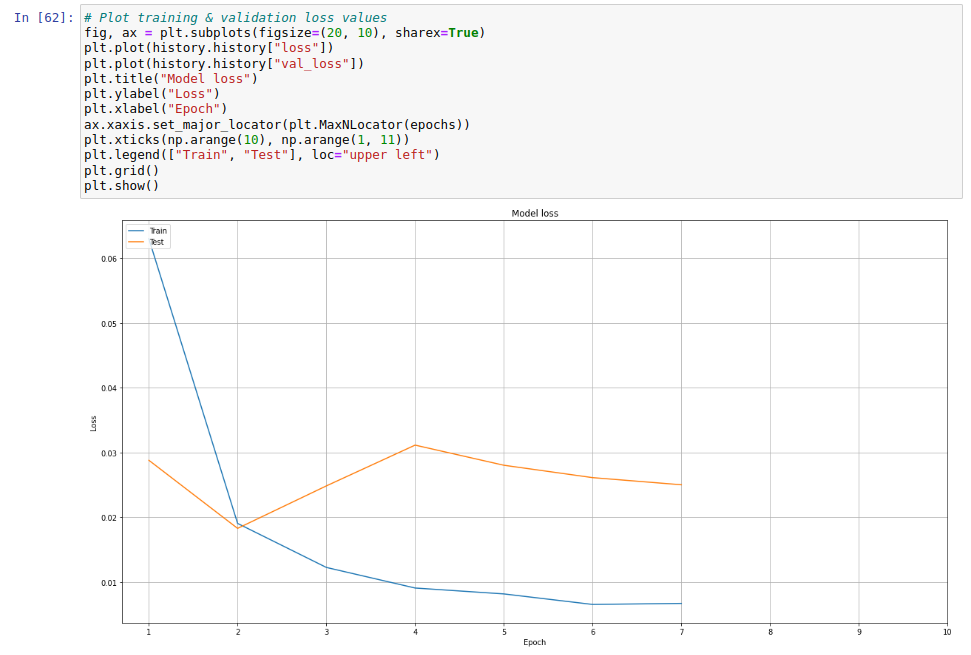 In [62]:
# Plot training & validation loss values
fig, ax = plt.subplots(figsize=(20, 10), sharex=True)
plt.plot(history.history["loss"])
plt.plot(history.history["val_loss"])
plt.title("Model loss")
plt.ylabel("Loss")
plt.xlabel("Epoch")
ax.xaxis.set_major_locator(plt.MaxNLocator(epochs))
plt.xticks(np.arange(10), np.arange(1, 11))
plt.legend(["Train", "Test"], loc="upper left")
plt.grid()
plt.show()
Model loss
Train
Test
0.06
0.05
0.04
0.03
0.02
0.01
Loss
1 2 3 4 5 6 7 8 9 10
Epoch